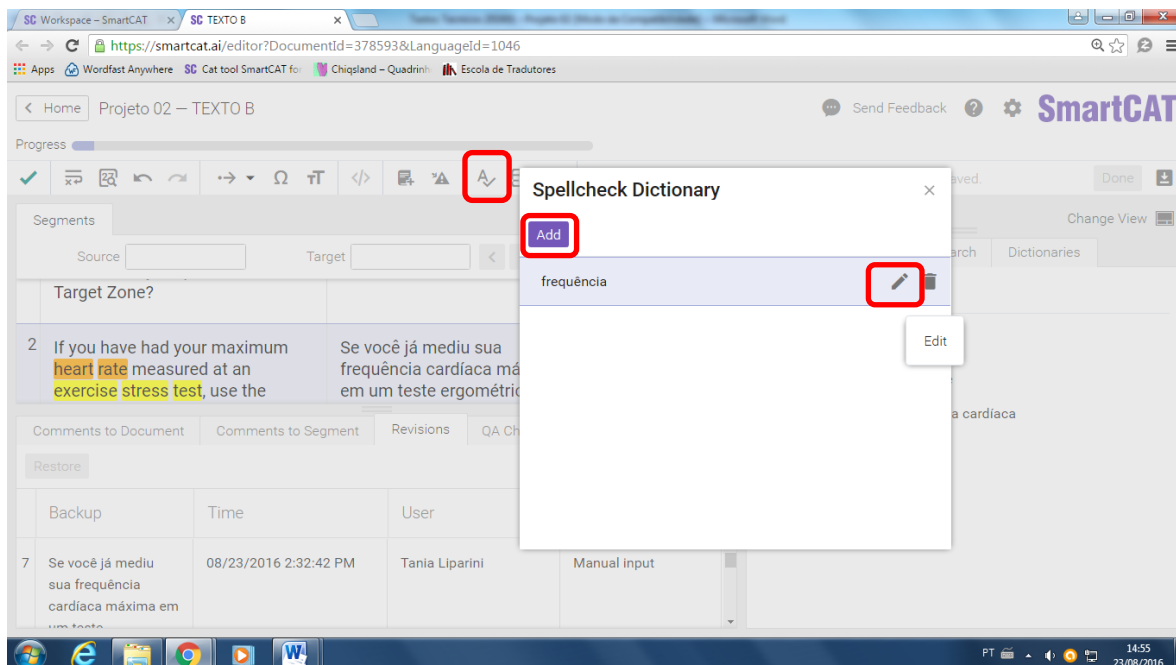 SC Workspace – SmartCAT
SC TEXTO B
https://smartcat.ai/editor?DocumentId=378593&LanguageId=1046
Apps Wordfast Anywhere SC Cat tool SmartCAT for Chiqsland – Quadrinh Escola de Tradutores
< Home Projeto 02 — TEXTO B
Send Feedback ? SmartCAT
Progress
Done
Segments
Change View
Source Target
Dictionaries
Spellcheck Dictionary ×
Add
frequência
Edit
Target Zone?
2 If you have had your maximum
heart rate measured at an
exercise stress test, use the
Se você já mediu sua
frequência cardíaca má
em um teste ergométric
a cardíaca
Comments to Document Comments to Segment Revisions QA Ch
Restore
Backup Time User
7 Se você já mediu
sua frequência
cardíaca máxima em
08/23/2016 2:32:42 PM Tania Liparini Manual input
PT 14:55
23/08/2016